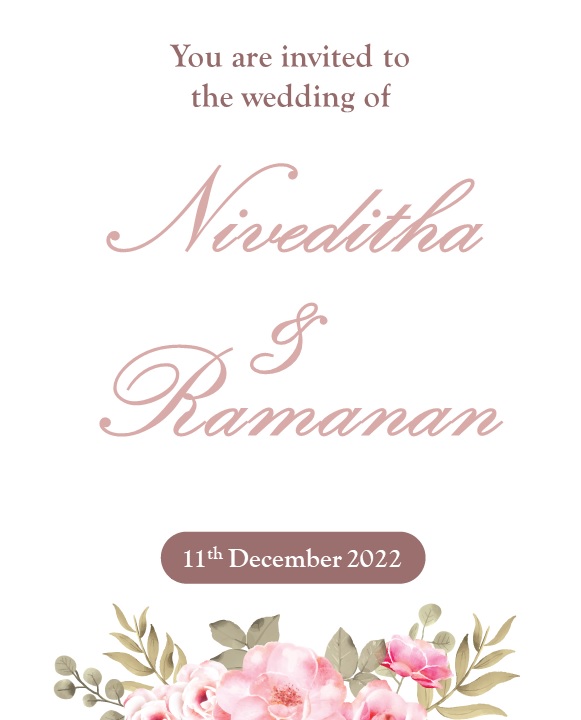 You are invited to
the wedding of
Niveditha
&
Ramanan
11th December 2022